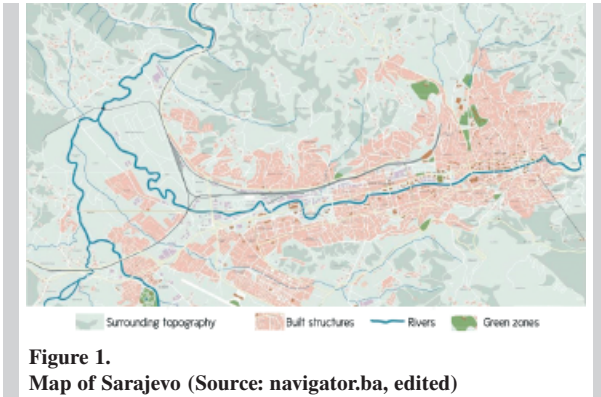 Surrounding topography Built structures Rivers Green zones
Figure 1.
Map of Sarajevo (Source: navigator.ba, edited)